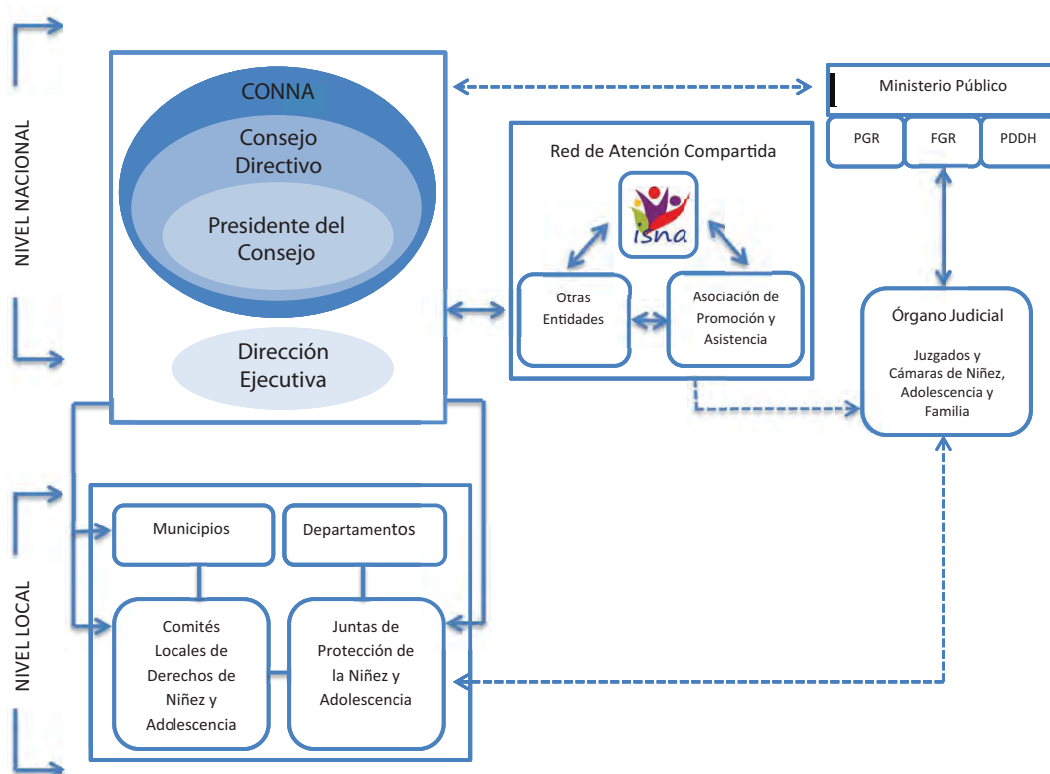 NIVEL NACIONAL
CONNA
Consejo
Directivo
Presidente del
Consejo
Dirección
Ejecutiva
Red de Atención Compartida
isna
Otras
Entidades
Asociación de
Promoción y
Asistencia
Ministerio Público
PGR
FGR
PDDH
Órgano Judicial
Juzgados y
Cámaras de Niñez,
Adolescencia y
Familia
NIVEL LOCAL
Municipios
Departamentos
Comités
Locales de
Derechos de
Niñez y
Adolescencia
Juntas de
Protección de
la Niñez y
Adolescencia